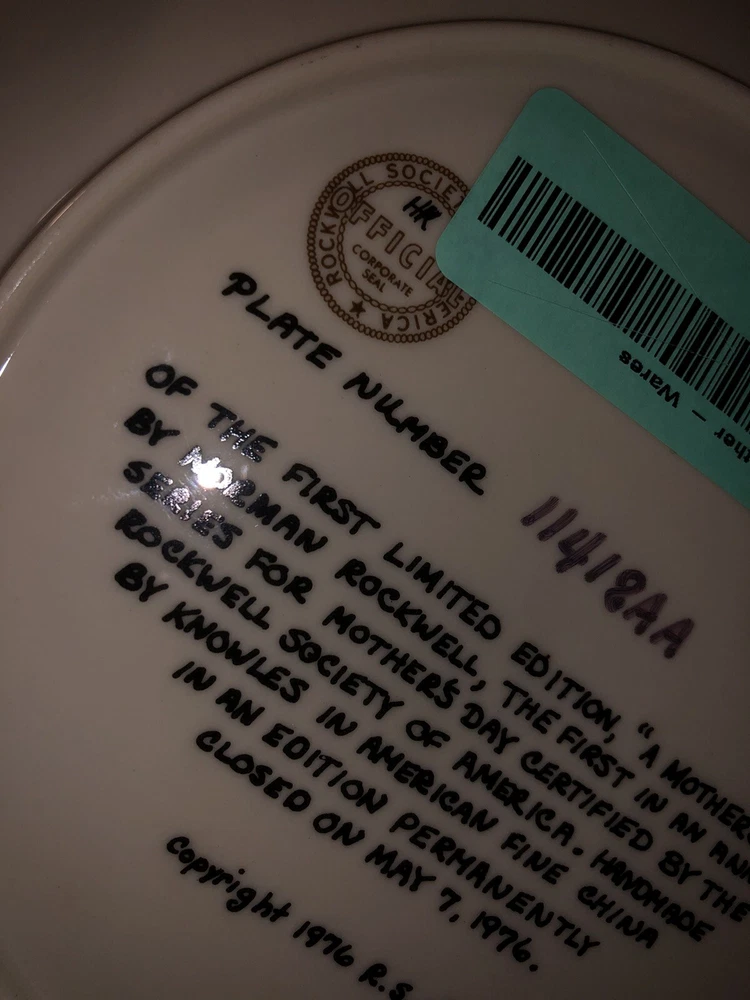 ROCKWELL SOCIE
ERICA ★
OFFICIAL
HR
CORPORATE
SEAL
ther – Wares
PLATE NUMBER
11418AA
OF THE FIRST LIMITED EDITION, "A MOTHER'S
BY NORMAN ROCKWELL, THE FIRST IN AN ANN
SERIES FOR MOTHER'S DAY CERTIFIED BY THE
ROCKWELL SOCIETY OF AMERICA. HANDMADE
BY KNOWLES IN AMERICAN FINE CHINA
IN AN EDITION PERMANENTLY
CLOSED ON MAY 7, 1976.
Copyright 1976 R.S.